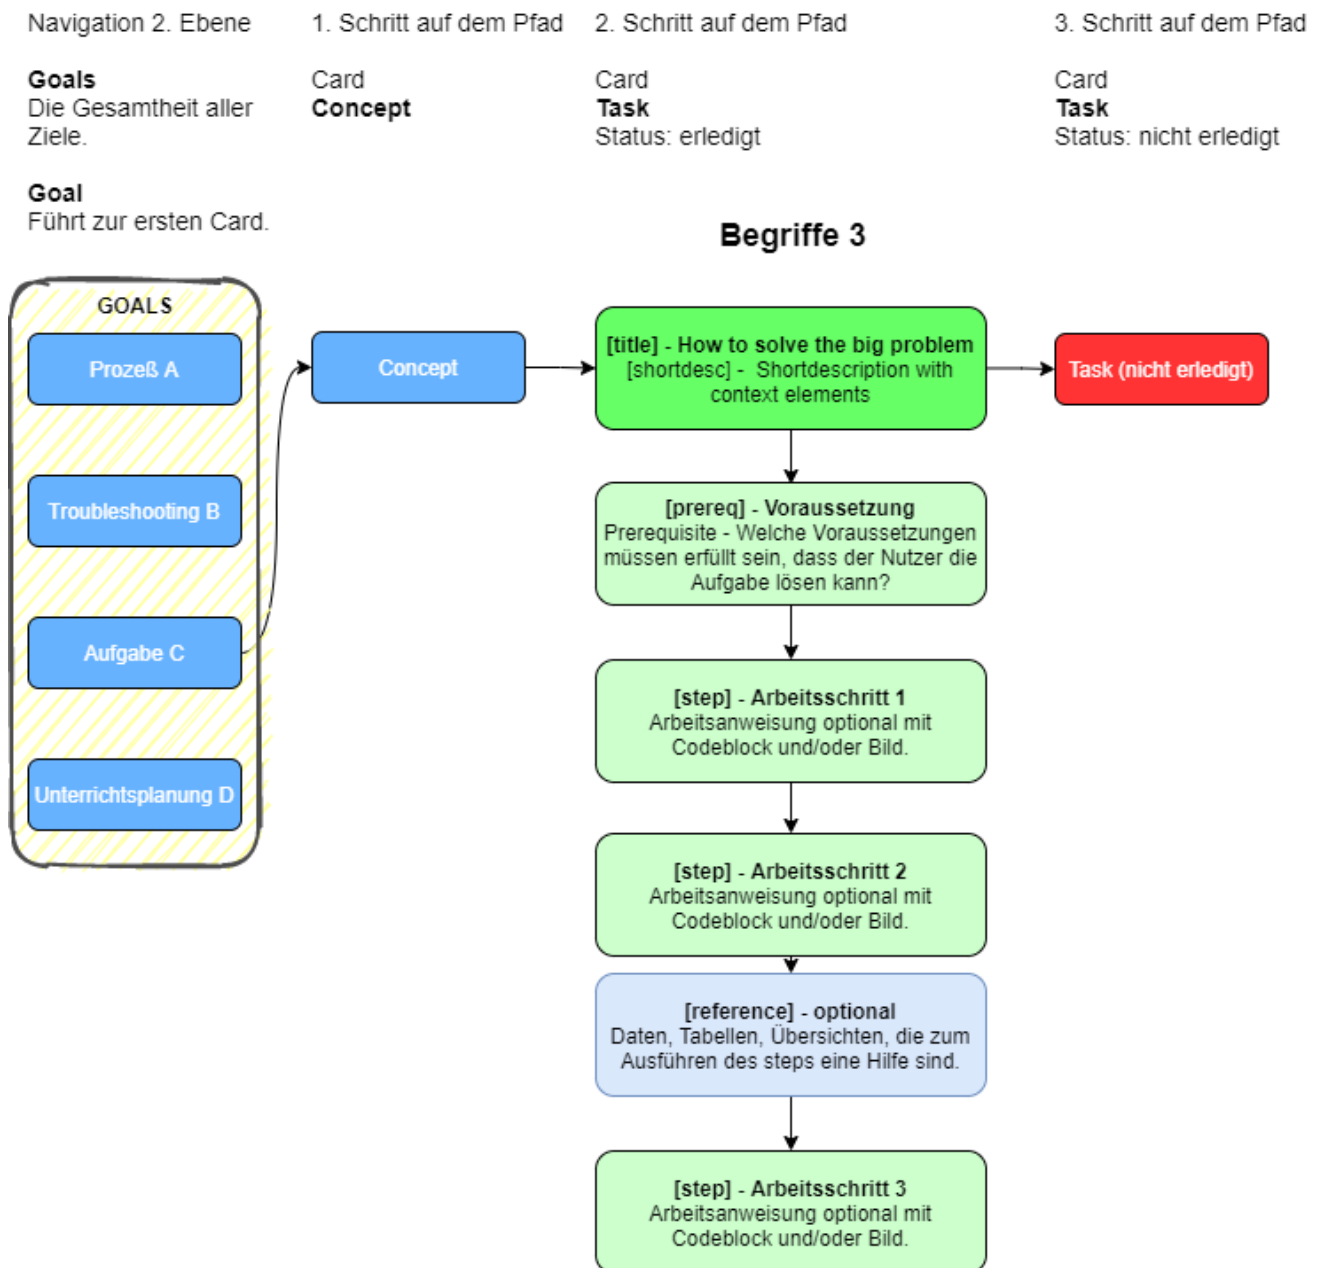 Navigation 2. Ebene
1. Schritt auf dem Pfad
2. Schritt auf dem Pfad
3. Schritt auf dem Pfad
Goals
Die Gesamtheit aller
Ziele.
Goal
Führt zur ersten Card.
Card
Concept
Card
Task
Status: erledigt
Card
Task
Status: nicht erledigt
Begriffe 3
GOALS
Prozeß A
Troubleshooting B
Aufgabe C
Unterrichtsplanung D
Concept
[title] - How to solve the big problem
[shortdesc] - Shortdescription with
context elements
Task (nicht erledigt)
[prereq] - Voraussetzung
Prerequisite - Welche Voraussetzungen
müssen erfüllt sein, dass der Nutzer die
Aufgabe lösen kann?
[step] - Arbeitsschritt 1
Arbeitsanweisung optional mit
Codeblock und/oder Bild.
[step] - Arbeitsschritt 2
Arbeitsanweisung optional mit
Codeblock und/oder Bild.
[reference] - optional
Daten, Tabellen, Übersichten, die zum
Ausführen des steps eine Hilfe sind.
[step] - Arbeitsschritt 3
Arbeitsanweisung optional mit
Codeblock und/oder Bild.